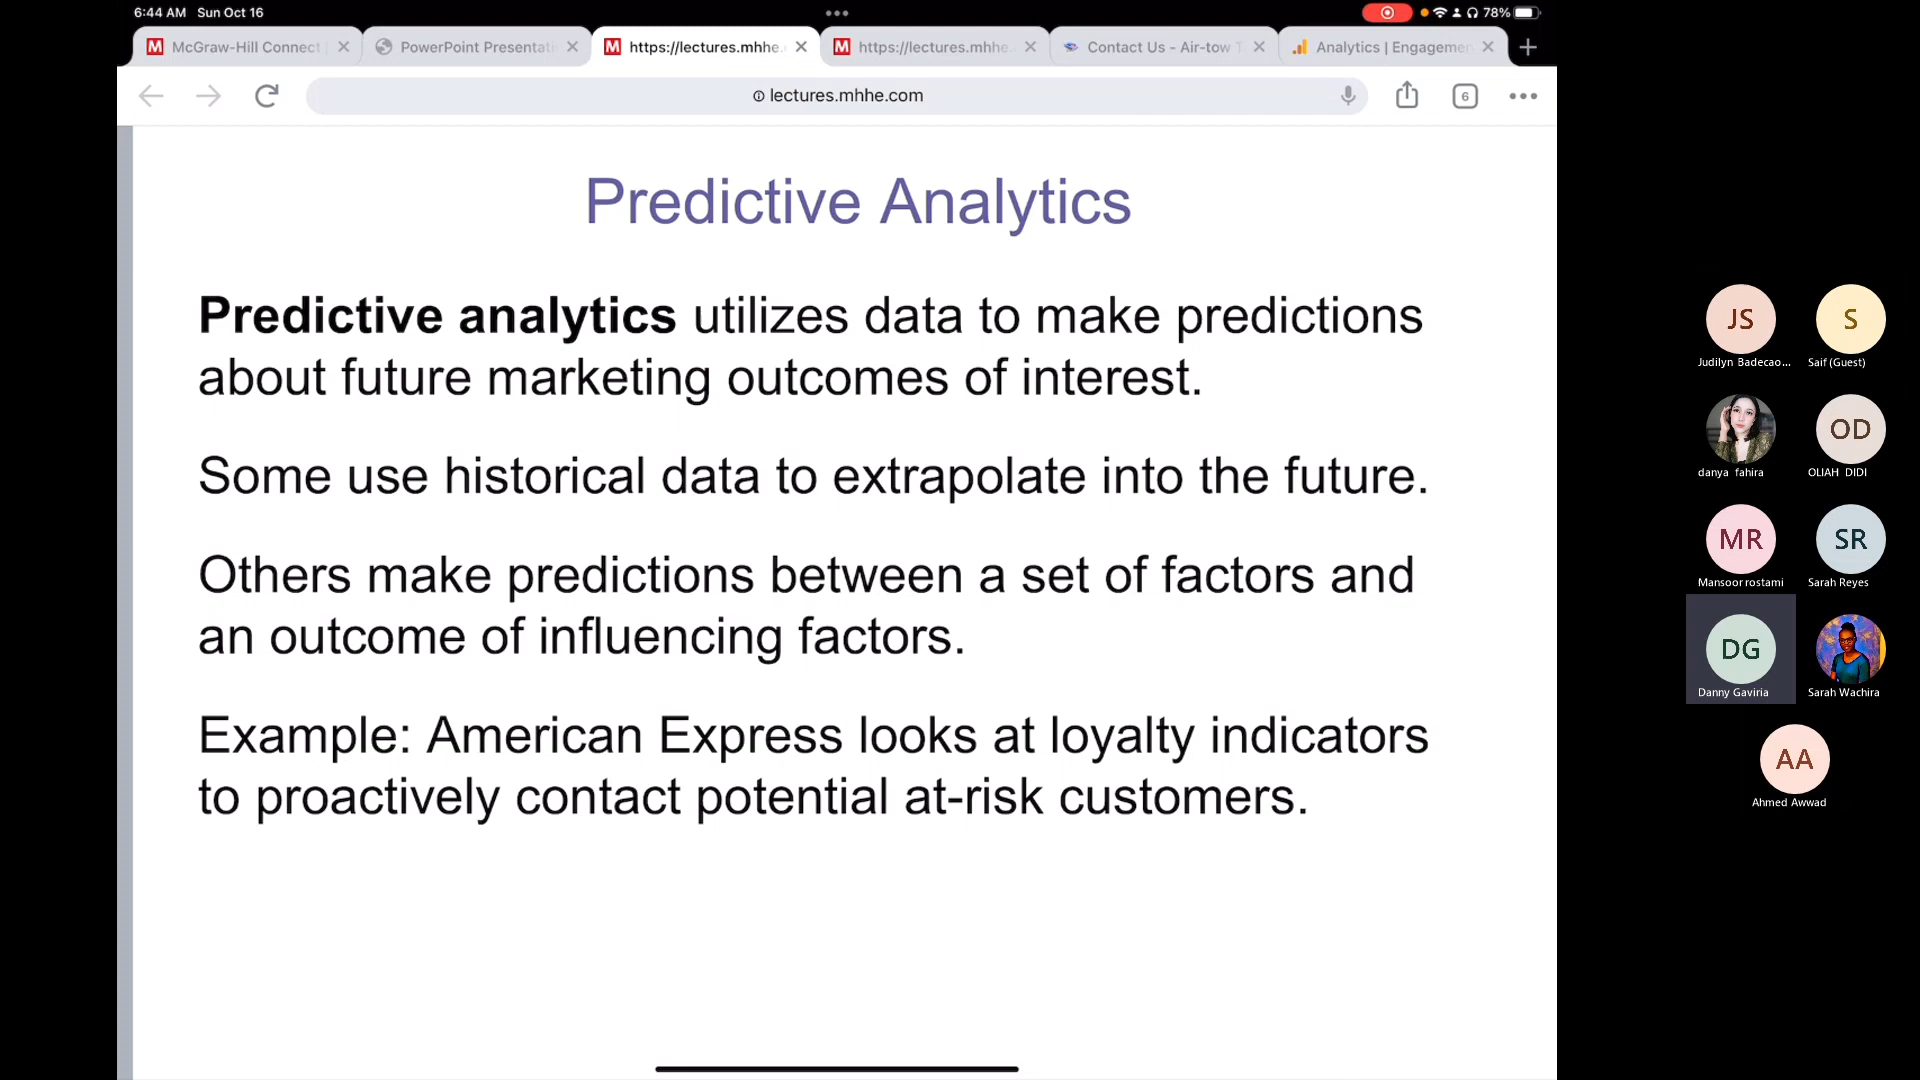 6:44 AM Sun Oct 16
78%
McGraw-Hill Connect
PowerPoint Presentati
https://lectures.mhhe.
https://lectures.mhhe.
Contact Us - Air-tow T
Analytics | Engageme
lectures.mhhe.com
6
Predictive Analytics
Predictive analytics utilizes data to make predictions
about future marketing outcomes of interest.
Some use historical data to extrapolate into the future.
Others make predictions between a set of factors and
an outcome of influencing factors.
Example: American Express looks at loyalty indicators
to proactively contact potential at-risk customers.
JS
S
Judilyn Badecao...
Saif (Guest)
OD
danya fahira
OLIAH DIDI
MR
SR
Mansoor rostami
Sarah Reyes
DG
Danny Gaviria
Sarah Wachira
AA
Ahmed Awwad